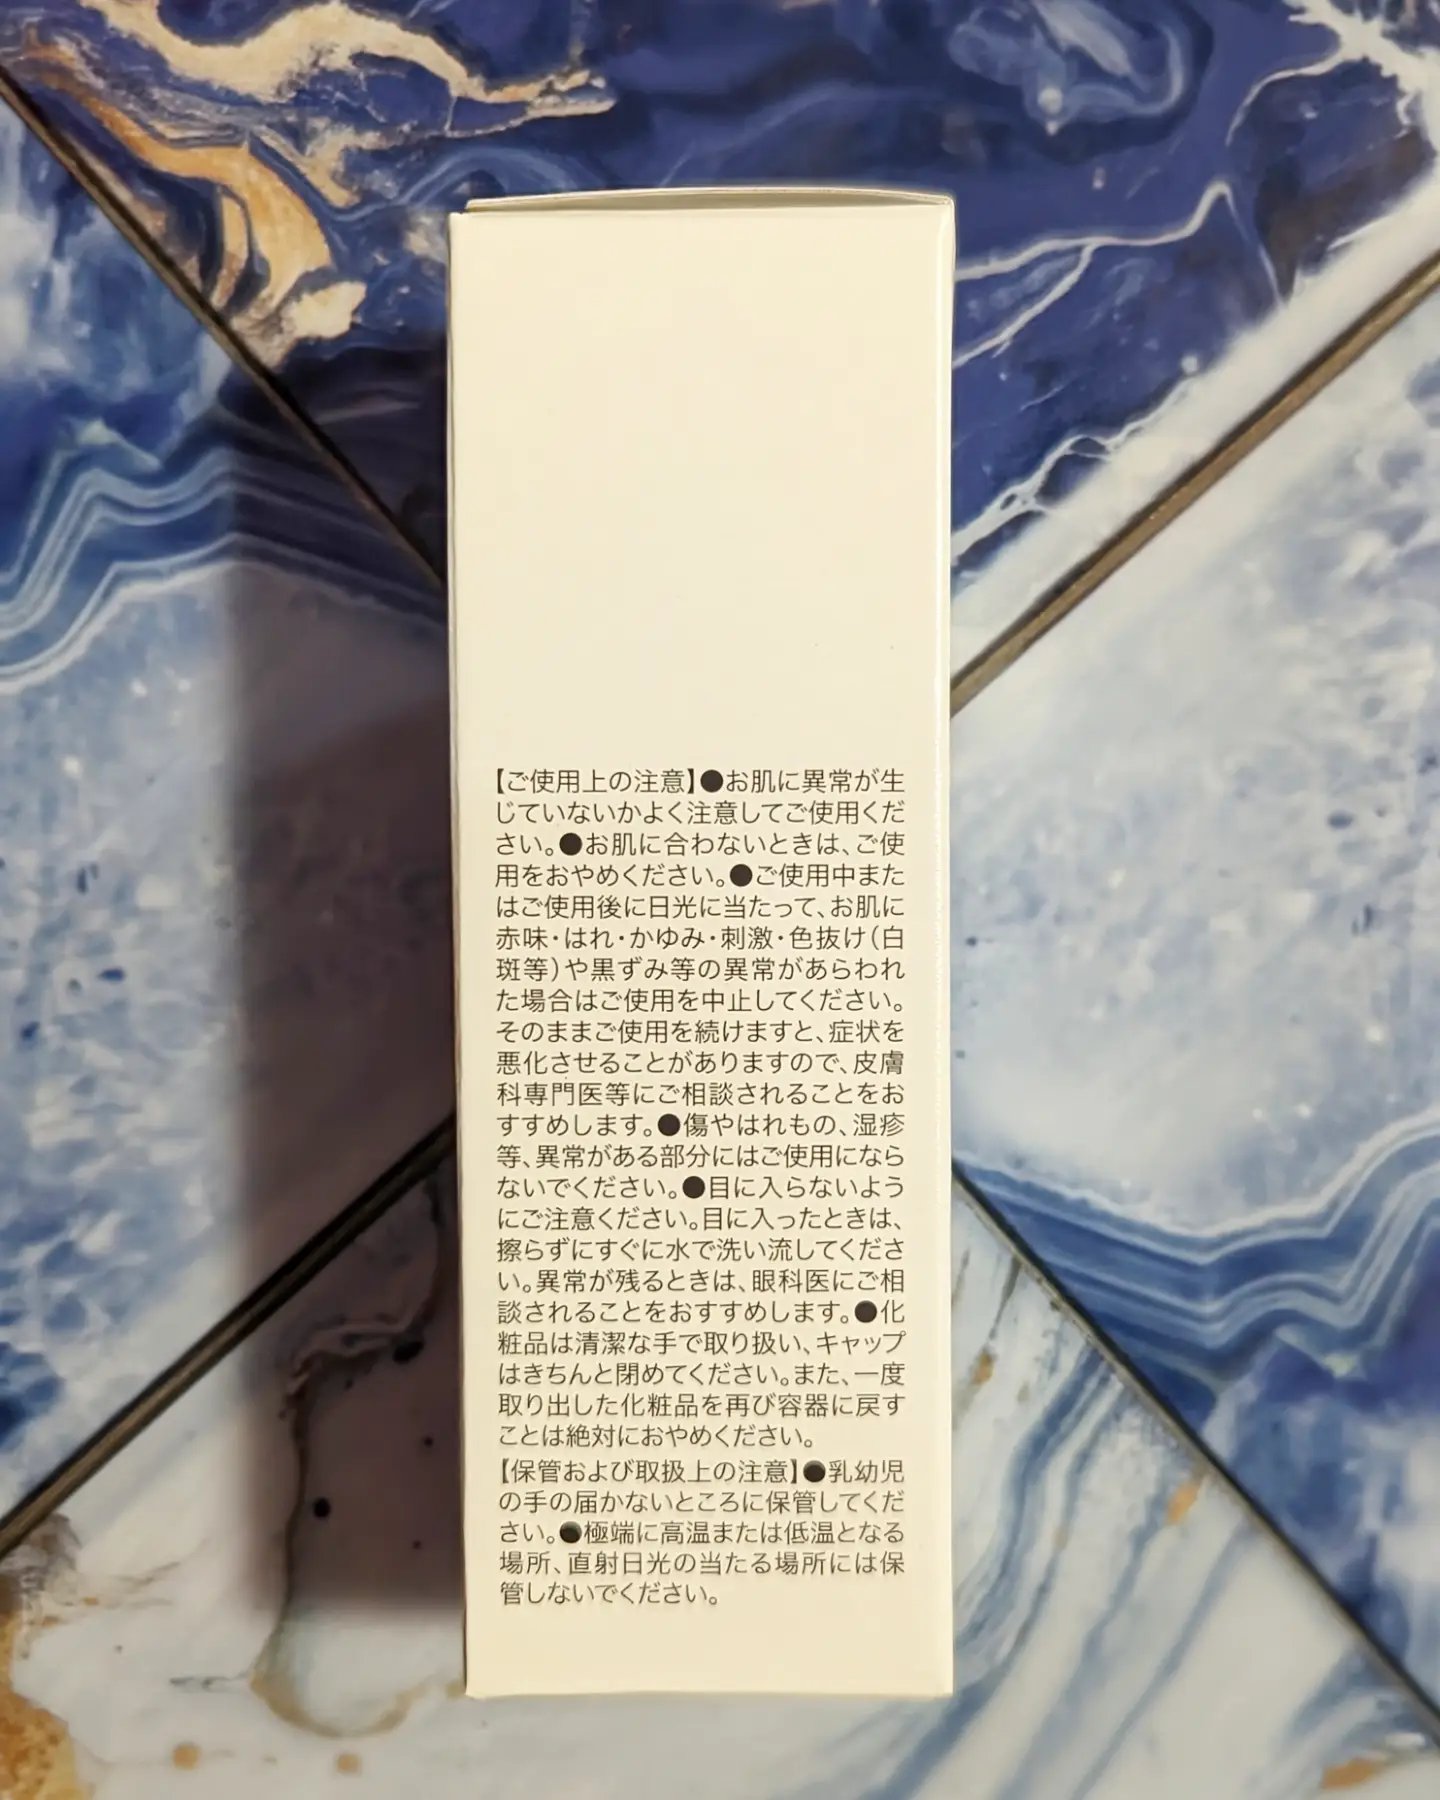 【ご使用上の注意】●お肌に異常が生
じていないかよく注意してご使用くだ
さい。●お肌に合わないときは、ご使
用をおやめください。●ご使用中また
はご使用後に日光に当たって、お肌に
赤味・はれ・かゆみ・刺激・色抜け（白
斑等）や黒ずみ等の異常があらわれ
た場合はご使用を中止してください。
そのままご使用を続けますと、症状を
悪化させることがありますので、皮膚
科専門医等にご相談されることをお
すすめします。●傷やはれもの、湿疹
等、異常がある部分にはご使用になら
ないでください。●目に入らないよう
にご注意ください。目に入ったときは、
擦らずにすぐに水で洗い流してくださ
い。異常が残るときは、眼科医にご相
談されることをおすすめします。●化
粧品は清潔な手で取り扱い、キャップ
はきちんと閉めてください。また、一度
取り出した化粧品を再び容器に戻す
ことは絶対におやめください。
【保管および取扱上の注意】●乳幼児
の手の届かないところに保管してくだ
さい。●極端に高温または低温となる
場所、直射日光の当たる場所には保
管しないでください。